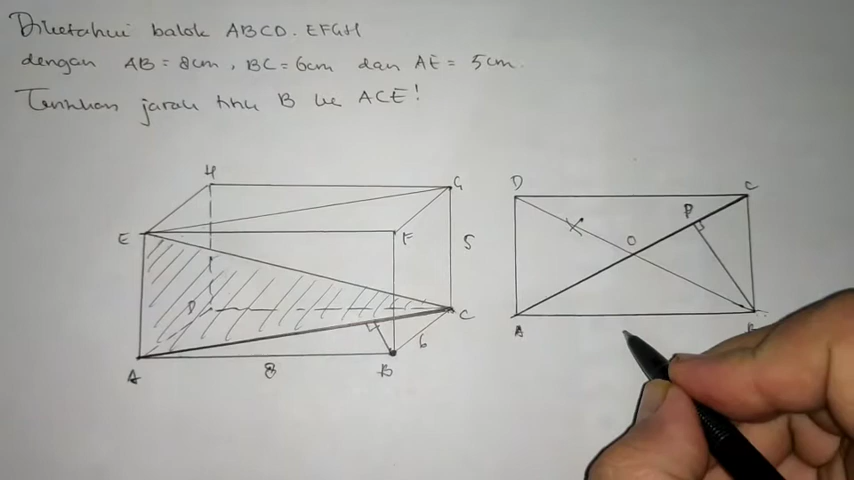 Diketahui balok ABCD.EFGH
dengan AB = 8cm, BC = 6cm dan AE = 5cm.
Tentukan jarak titik B ke ACE!
H
G
E
F
5
D
C
6
A
8
B
D
C
P
O
A